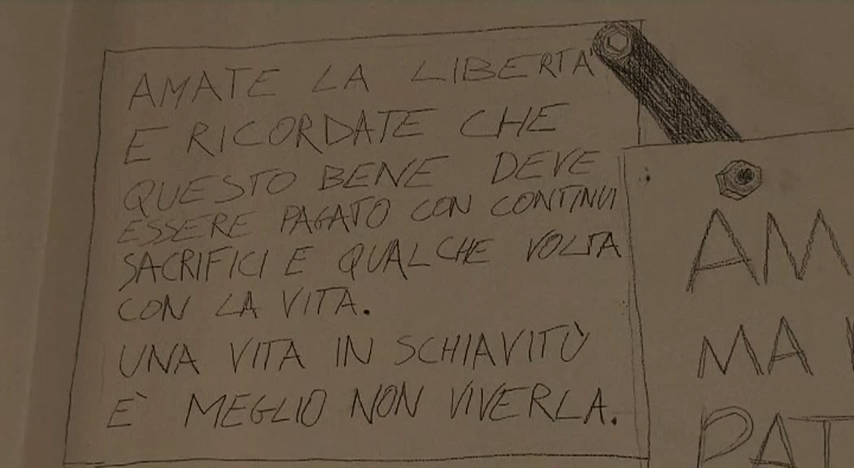 AMATE LA LIBERTA'
E RICORDATE CHE
QUESTO BENE DEVE
ESSERE PAGATO CON CONTINUI
SACRIFICI E QUALCHE VOLTA
CON LA VITA.
UNA VITA IN SCHIAVITÙ
È MEGLIO NON VIVERLA.
AM
MA
PAT